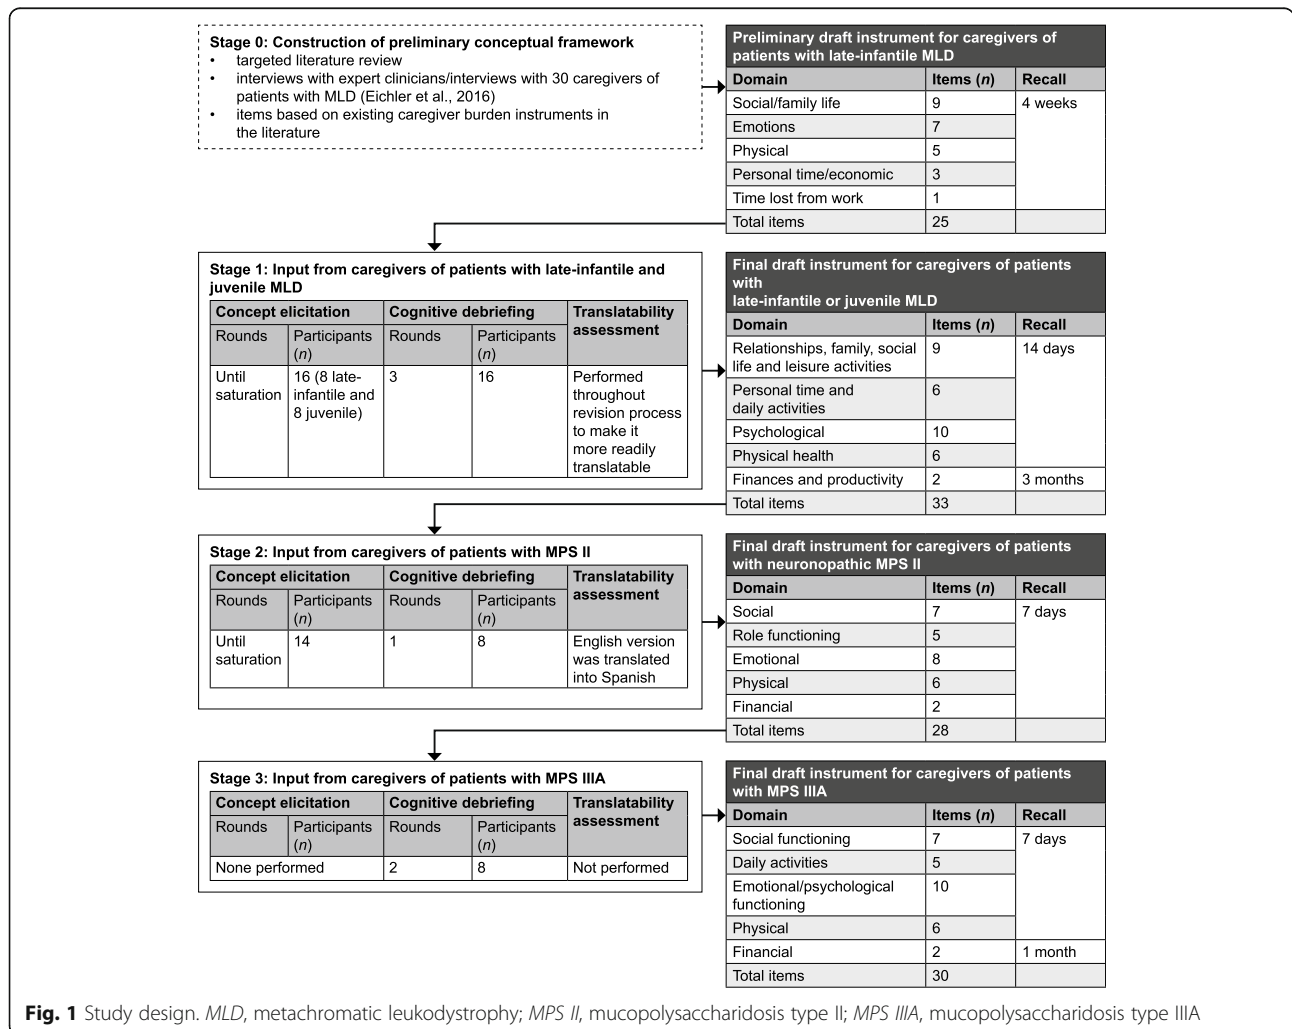 Stage 0: Construction of preliminary conceptual framework
• targeted literature review
• interviews with expert clinicians/interviews with 30 caregivers of
patients with MLD (Eichler et al., 2016)
• items based on existing caregiver burden instruments in
the literature
Preliminary draft instrument for caregivers of
patients with late-infantile MLD
Domain Items (n) Recall
Social/family life 9 4 weeks
Emotions 7
Physical 5
Personal time/economic 3
Time lost from work 1
Total items 25
Stage 1: Input from caregivers of patients with late-infantile and
juvenile MLD
Concept elicitation Cognitive debriefing Translatability
assessment
Rounds Participants Rounds Participants
(n) (n)
Until 16 (8 late- 3 16 Performed
saturation infantile and throughout
8 juvenile) revision process
to make it
more readily
translatable
Final draft instrument for caregivers of patients
with
late-infantile or juvenile MLD
Domain Items (n) Recall
Relationships, family, social 9 14 days
life and leisure activities
Personal time and 6
daily activities
Psychological 10
Physical health 6
Finances and productivity 2 3 months
Total items 33
Stage 2: Input from caregivers of patients with MPS II
Concept elicitation Cognitive debriefing Translatability
assessment
Rounds Participants Rounds Participants
(n) (n)
Until 14 1 8 English version
saturation was translated
into Spanish
Final draft instrument for caregivers of patients
with neuronopathic MPS II
Domain Items (n) Recall
Social 7 7 days
Role functioning 5
Emotional 8
Physical 6
Financial 2
Total items 28
Stage 3: Input from caregivers of patients with MPS IIIA
Concept elicitation Cognitive debriefing Translatability
assessment
Rounds Participants Rounds Participants
(n) (n)
None performed 2 8 Not performed
Final draft instrument for caregivers of patients
with MPS IIIA
Domain Items (n) Recall
Social functioning 7 7 days
Daily activities 5
Emotional/psychological 10
functioning
Physical 6
Financial 2 1 month
Total items 30
Fig. 1 Study design. MLD, metachromatic leukodystrophy; MPS II, mucopolysaccharidosis type II; MPS IIIA, mucopolysaccharidosis type IIIA